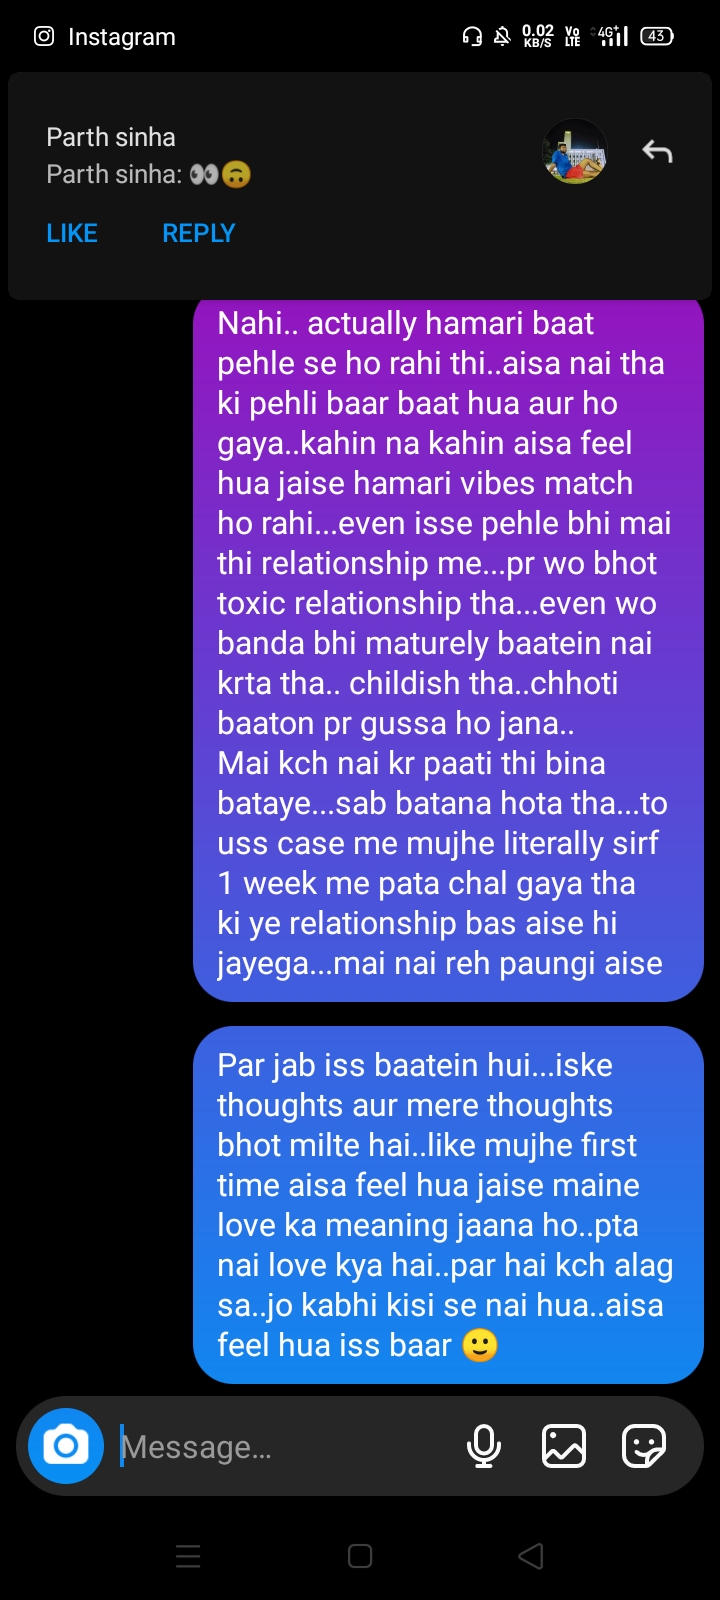 Instagram
0.02 KB/S Vo LTE 4G+ 43
Parth sinha
Parth sinha: 👀🙃
LIKE REPLY
Nahi.. actually hamari baat
pehle se ho rahi thi..aisa nai tha
ki pehli baar baat hua aur ho
gaya..kahin na kahin aisa feel
hua jaise hamari vibes match
ho rahi...even isse pehle bhi mai
thi relationship me...pr wo bhot
toxic relationship tha...even wo
banda bhi maturely baatein nai
krta tha.. childish tha..chhoti
baaton pr gussa ho jana..
Mai kch nai kr paati thi bina
bataye...sab batana hota tha...to
uss case me mujhe literally sirf
1 week me pata chal gaya tha
ki ye relationship bas aise hi
jayega...mai nai reh paungi aise
Par jab iss baatein hui...iske
thoughts aur mere thoughts
bhot milte hai..like mujhe first
time aisa feel hua jaise maine
love ka meaning jaana ho..pta
nai love kya hai..par hai kch alag
sa..jo kabhi kisi se nai hua..aisa
feel hua iss baar 🙂
Message...